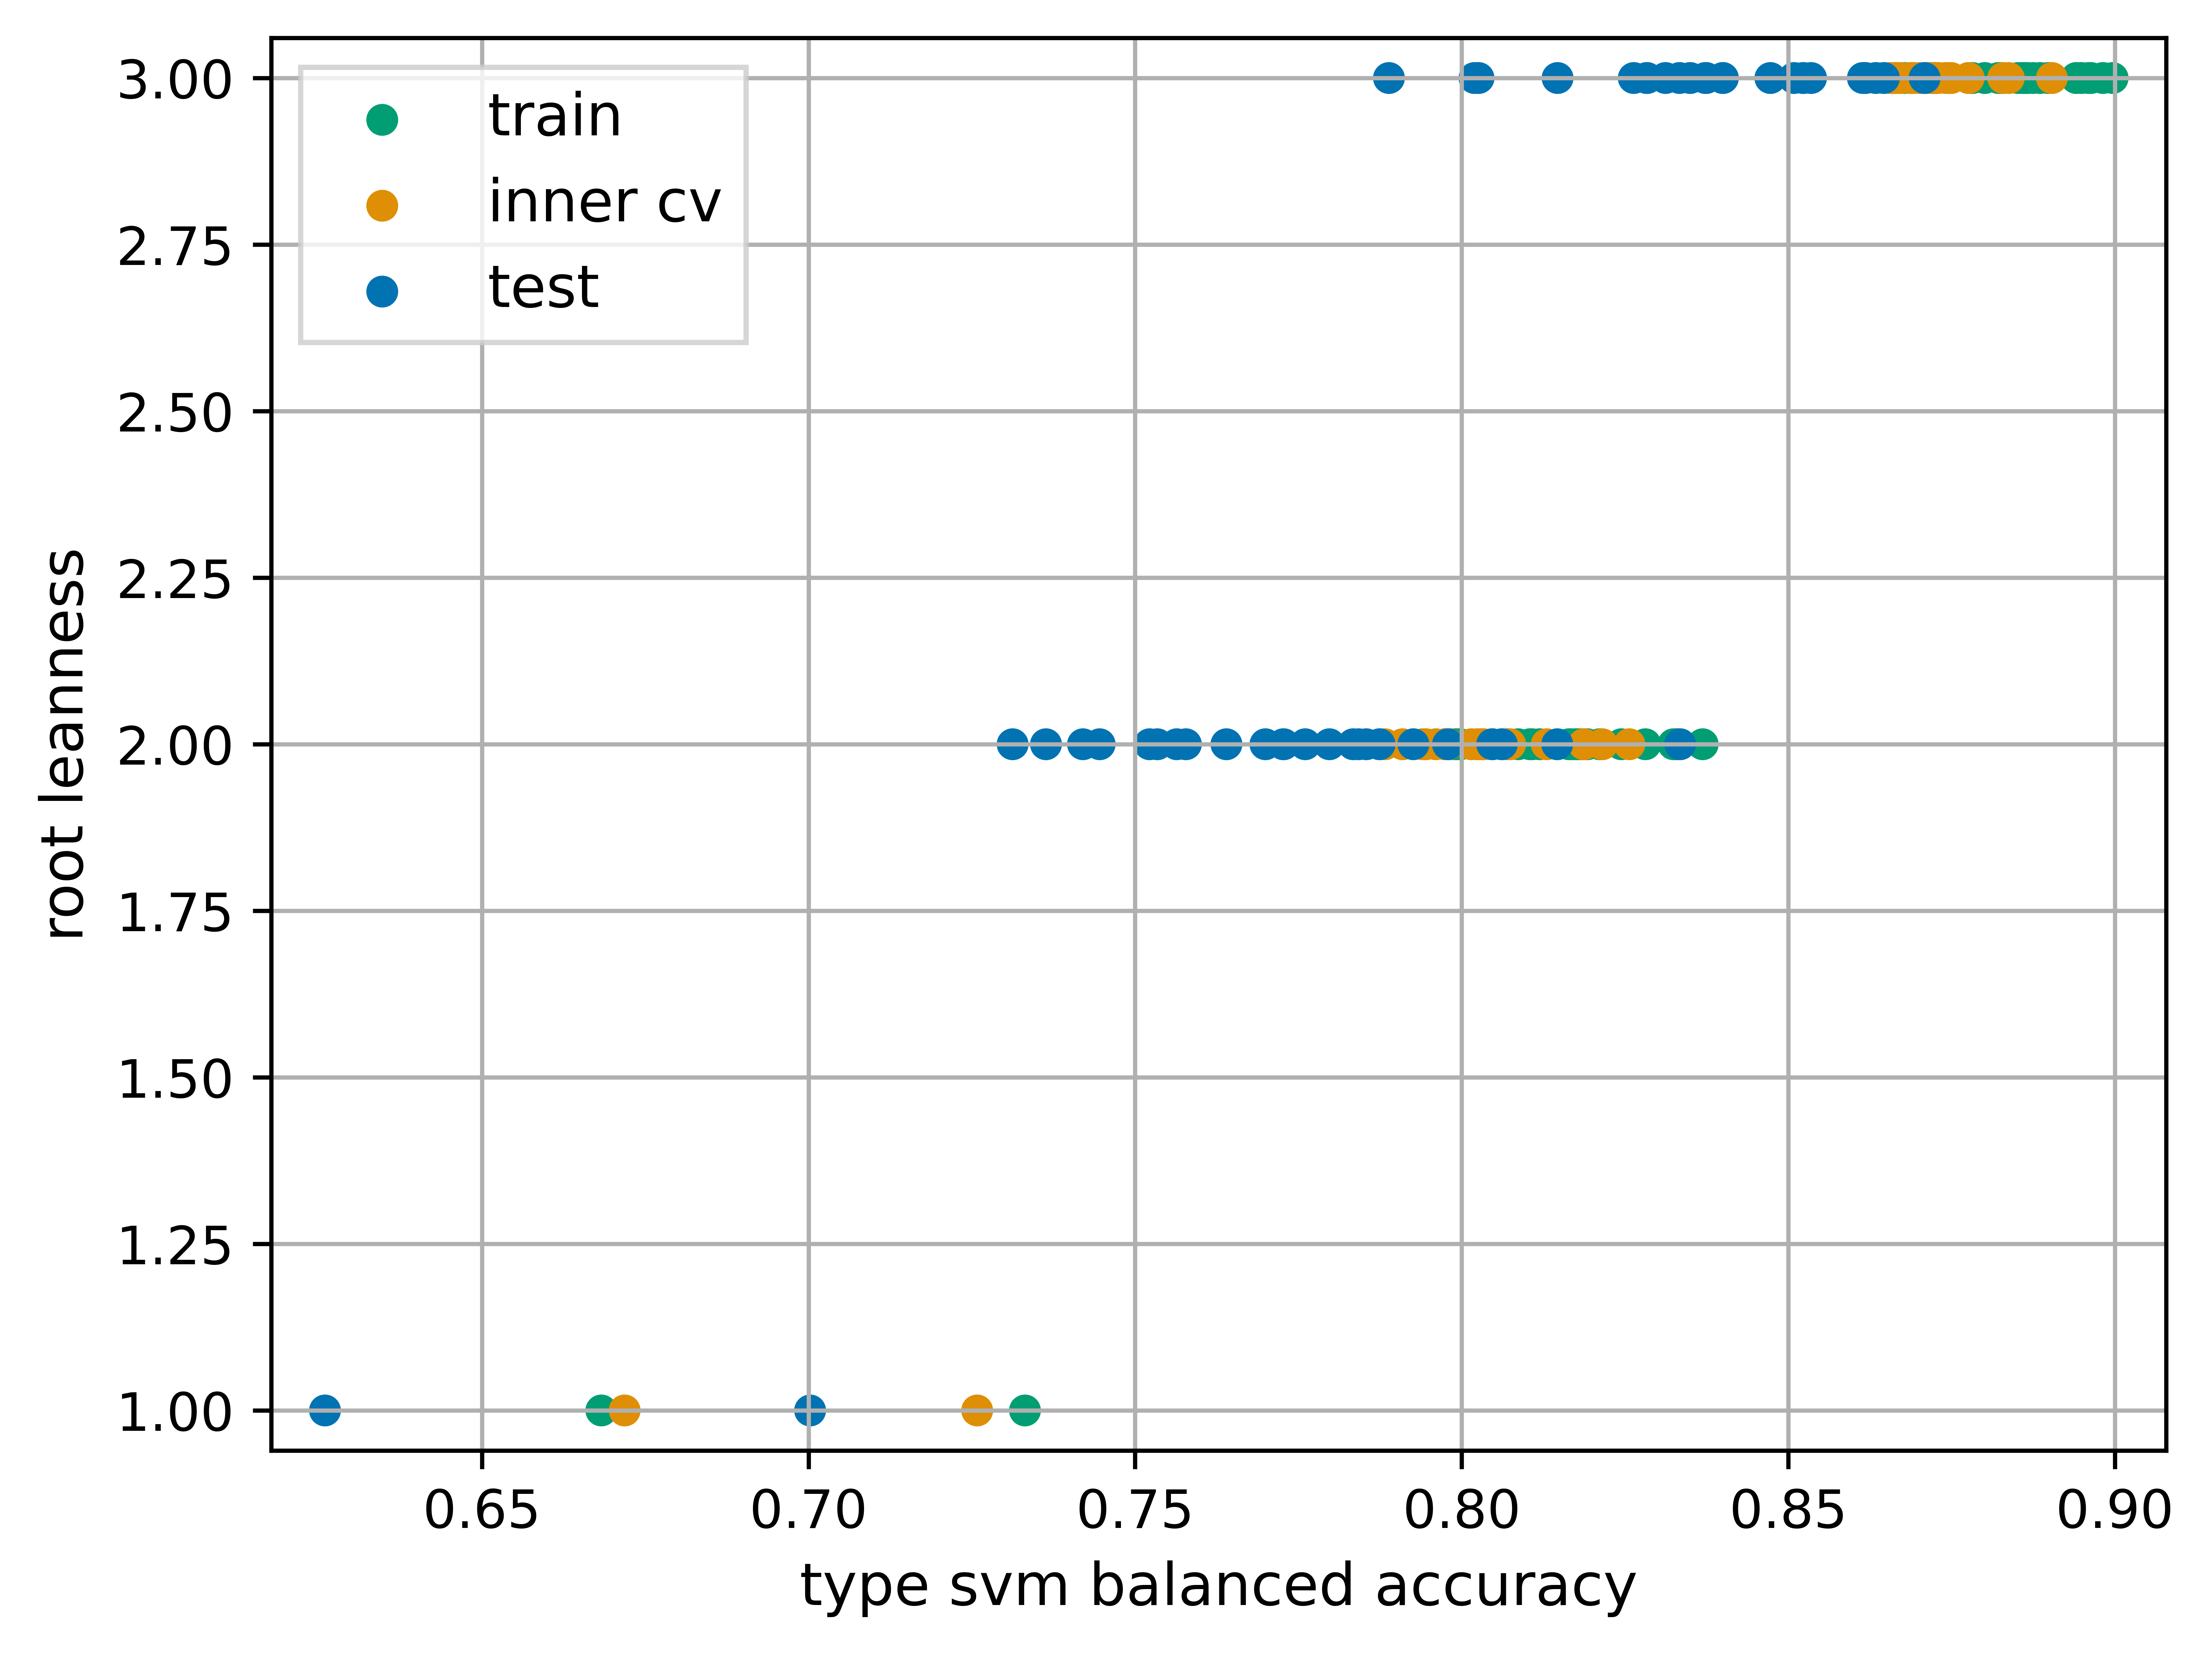 train
inner cv
test
3.00
2.75
2.50
2.25
2.00
1.75
1.50
1.25
1.00
root leanness
0.65 0.70 0.75 0.80 0.85 0.90
type svm balanced accuracy